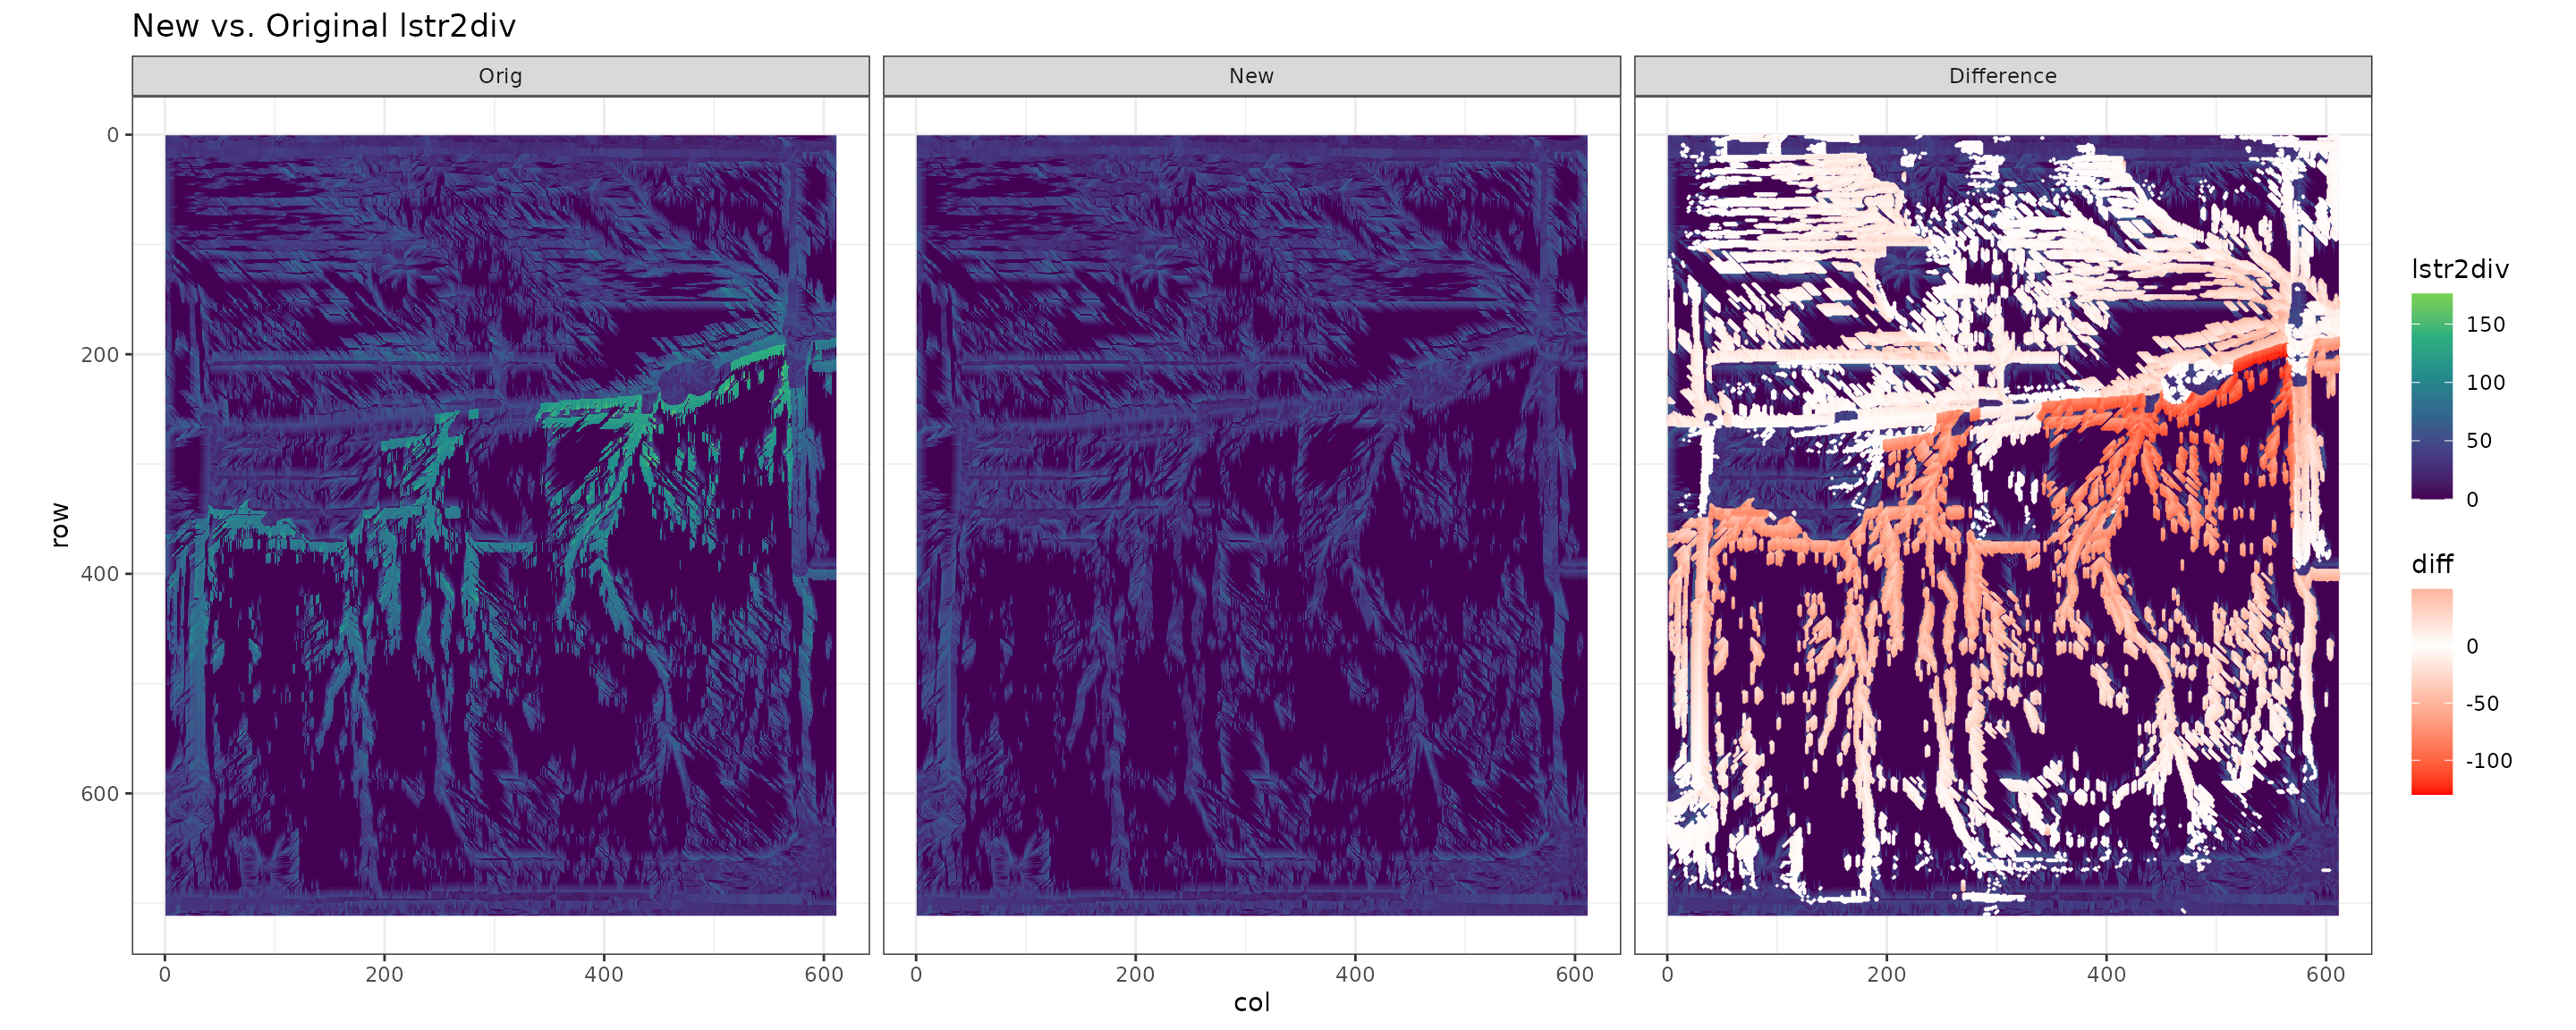 New vs. Original lstr2div
Orig New Difference
0
200
400
600
row
0 200 400 600 0 200 400 600 0 200 400 600
col
lstr2div
150
100
50
0
diff
0
-50
-100